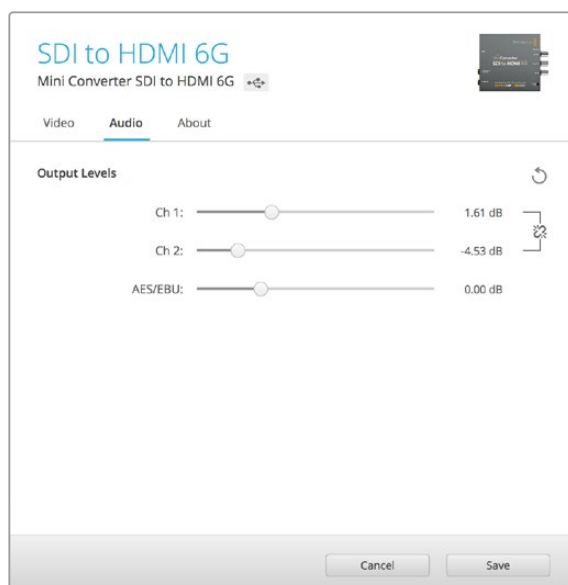 SDI to HDMI 6G
Mini Converter SDI to HDMI 6G
Video Audio About
Output Levels
Ch 1: 1.61 dB
Ch 2: -4.53 dB
AES/EBU: 0.00 dB
Cancel Save